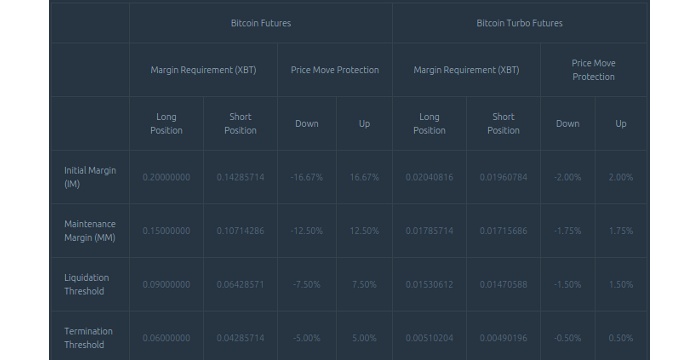 Bitcoin Futures Bitcoin Turbo Futures
Margin Requirement (XBT) Price Move Protection Margin Requirement (XBT) Price Move Protection
Long Position Short Position Down Up Long Position Short Position Down Up
Initial Margin (IM) 0.20000000 0.14285714 -16.67% 16.67% 0.02040816 0.01960784 -2.00% 2.00%
Maintenance Margin (MM) 0.15000000 0.10714286 -12.50% 12.50% 0.01785714 0.01715686 -1.75% 1.75%
Liquidation Threshold 0.09000000 0.06428571 -7.50% 7.50% 0.01530612 0.01470588 -1.50% 1.50%
Termination Threshold 0.06000000 0.04285714 -5.00% 5.00% 0.00510204 0.00490196 -0.50% 0.50%